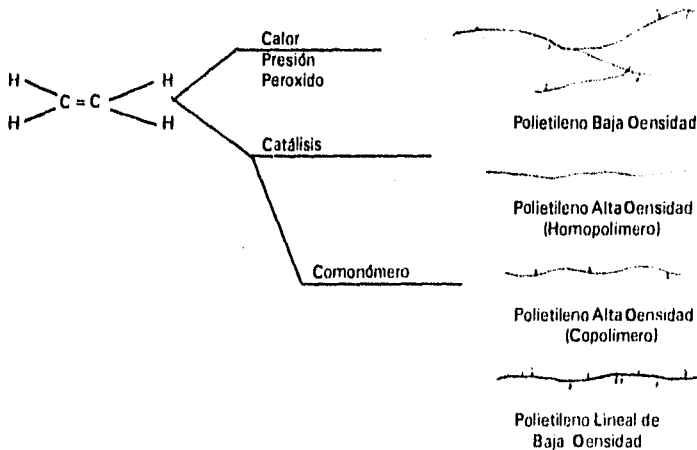 H H
C = C
H H
Calor
Presión
Peroxido
Catálisis
Comonómero
Polietileno Baja Oensidad
Polietileno Alta Oensidad
(Homopolímero)
Polietileno Alta Oensidad
(Copolimero)
Polietileno Lineal de
Baja Oensidad